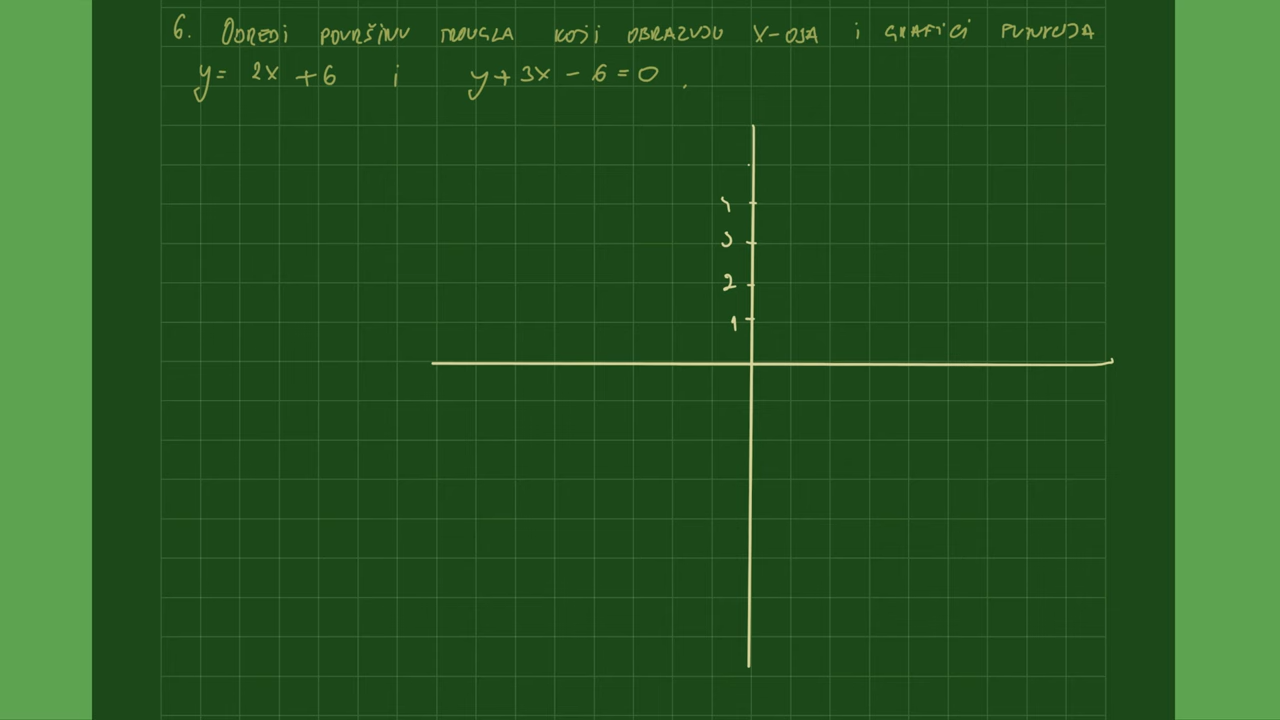 6. ODREDI POVRŠINU TROUGLA KOJI OBRAZUJU X-OSA i GRAFICI FUNKCIJA
y = 2x + 6 i y + 3x - 6 = 0.
4
3
2
1